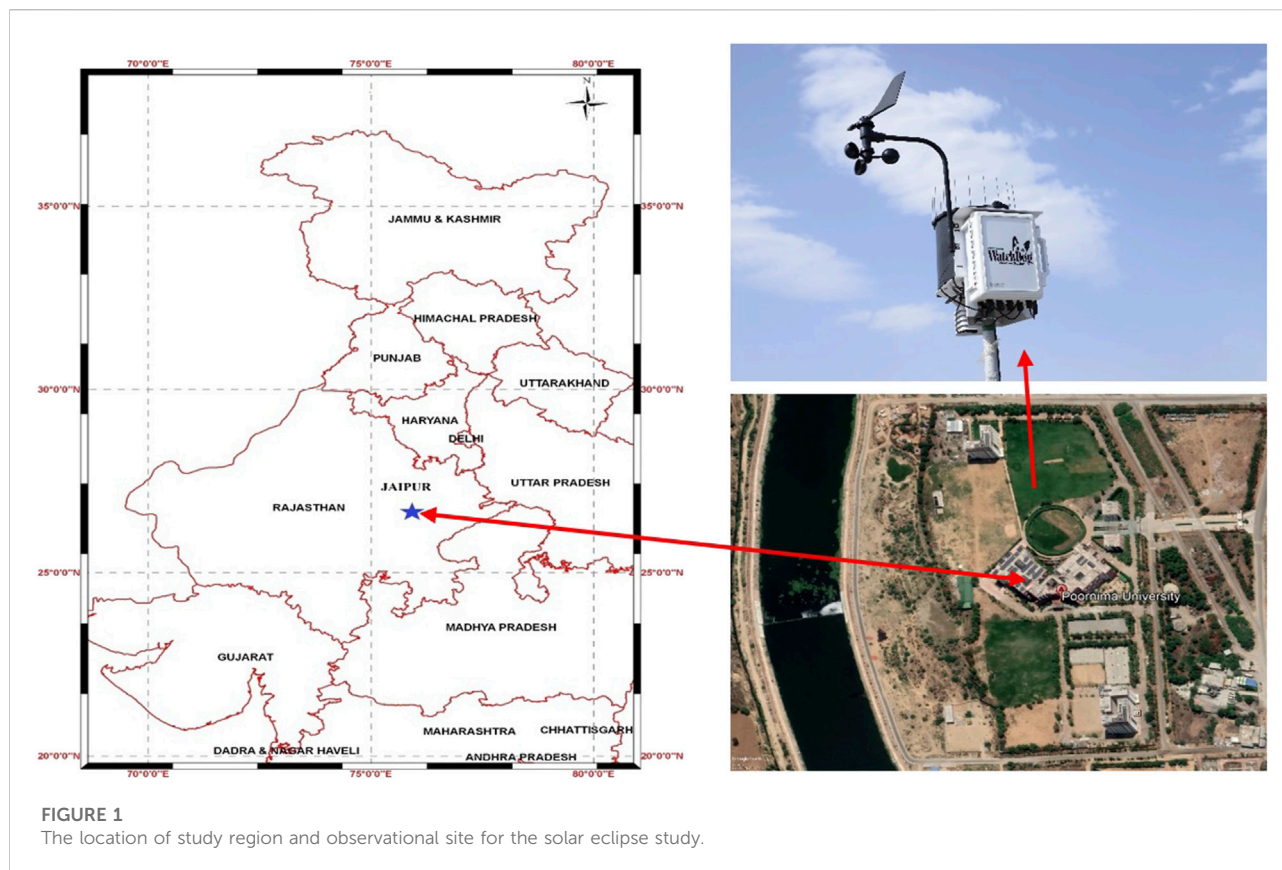 70°0'0"E 75°0'0"E 80°0'0"E
N
35°0'0"N 35°0'0"N
JAMMU & KASHMIR
HIMACHAL PRADESH
PUNJAB
30°0'0"N 30°0'0"N
UTTARAKHAND
HARYANA
DELHI
JAIPUR
UTTAR PRADESH
RAJASTHAN
25°0'0"N 25°0'0"N
MADHYA PRADESH
GUJARAT
MAHARASHTRA
CHHATTISGARH
DADRA & NAGAR HAVELI
ANDHRA PRADESH
20°0'0"N 20°0'0"N
70°0'0"E 75°0'0"E 80°0'0"E
WatchDog
Poornima University
FIGURE 1
The location of study region and observational site for the solar eclipse study.